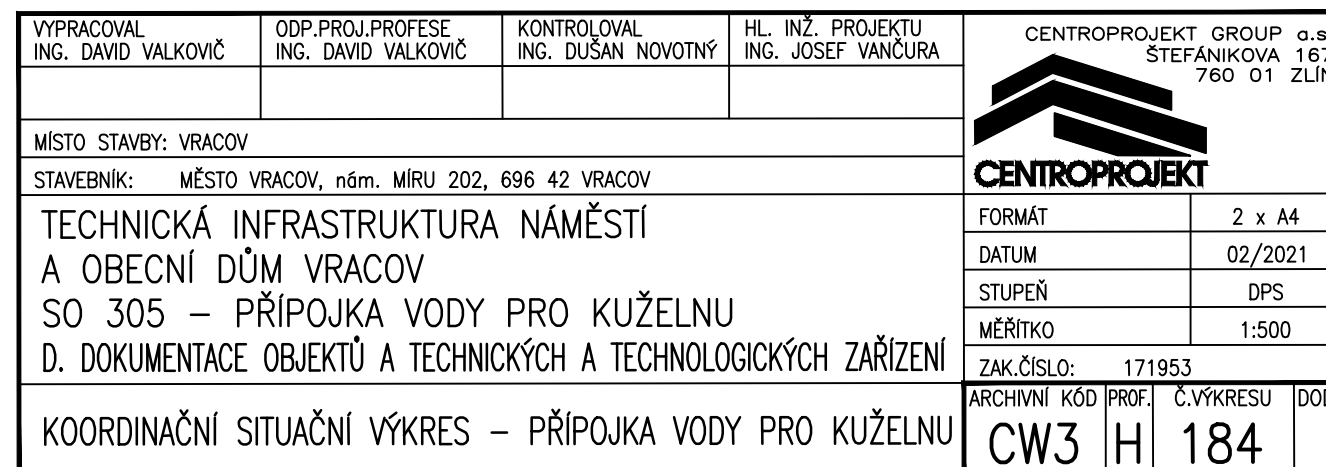 VYPRACOVAL
ING. DAVID VALKOVIČ
ODP.PROJ.PROFESE
ING. DAVID VALKOVIČ
KONTROLOVAL
ING. DUŠAN NOVOTNÝ
HL. INŽ. PROJEKTU
ING. JOSEF VANČURA
CENTROPROJEKT GROUP a.s
ŠTEFÁNIKOVA 167
760 01 ZLÍN
CENTROPROJEKT
MÍSTO STAVBY: VRACOV
STAVEBNÍK: MĚSTO VRACOV, nám. MÍRU 202, 696 42 VRACOV
TECHNICKÁ INFRASTRUKTURA NÁMĚSTÍ
A OBECNÍ DŮM VRACOV
SO 305 – PŘÍPOJKA VODY PRO KUŽELNU
D. DOKUMENTACE OBJEKTŮ A TECHNICKÝCH A TECHNOLOGICKÝCH ZAŘÍZENÍ
FORMÁT 2 x A4
DATUM 02/2021
STUPEŇ DPS
MĚŘÍTKO 1:500
ZAK.ČÍSLO: 171953
KOORDINAČNÍ SITUAČNÍ VÝKRES – PŘÍPOJKA VODY PRO KUŽELNU
ARCHIVNÍ KÓD PROF. Č.VÝKRESU
CW3 H 184